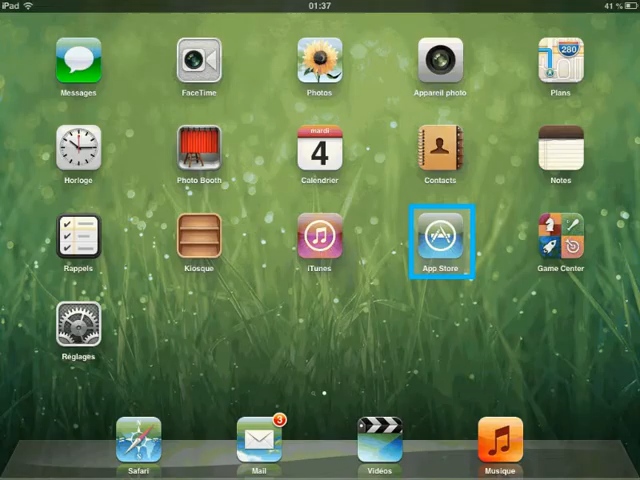 iPad 01:37 41 %
Messages FaceTime Photos Appareil photo Plans
280
mardi
4
Horloge Photo Booth Calendrier Contacts Notes
Rappels Kiosque iTunes App Store Game Center
Réglages
3
Safari Mail Vidéos Musique